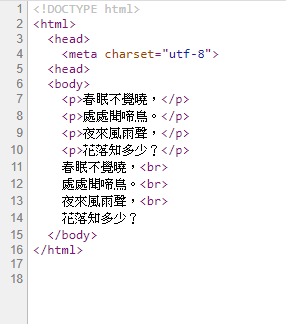 1 <!DOCTYPE html>
2 <html>
3 <head>
4 <meta charset="utf-8">
5 <head>
6 <body>
7 <p>春眠不覺曉，</p>
8 <p>處處聞啼鳥。</p>
9 <p>夜來風雨聲，</p>
10 <p>花落知多少？</p>
11 春眠不覺曉，<br>
12 處處聞啼鳥。<br>
13 夜來風雨聲，<br>
14 花落知多少？
15 </body>
16 </html>
17
18